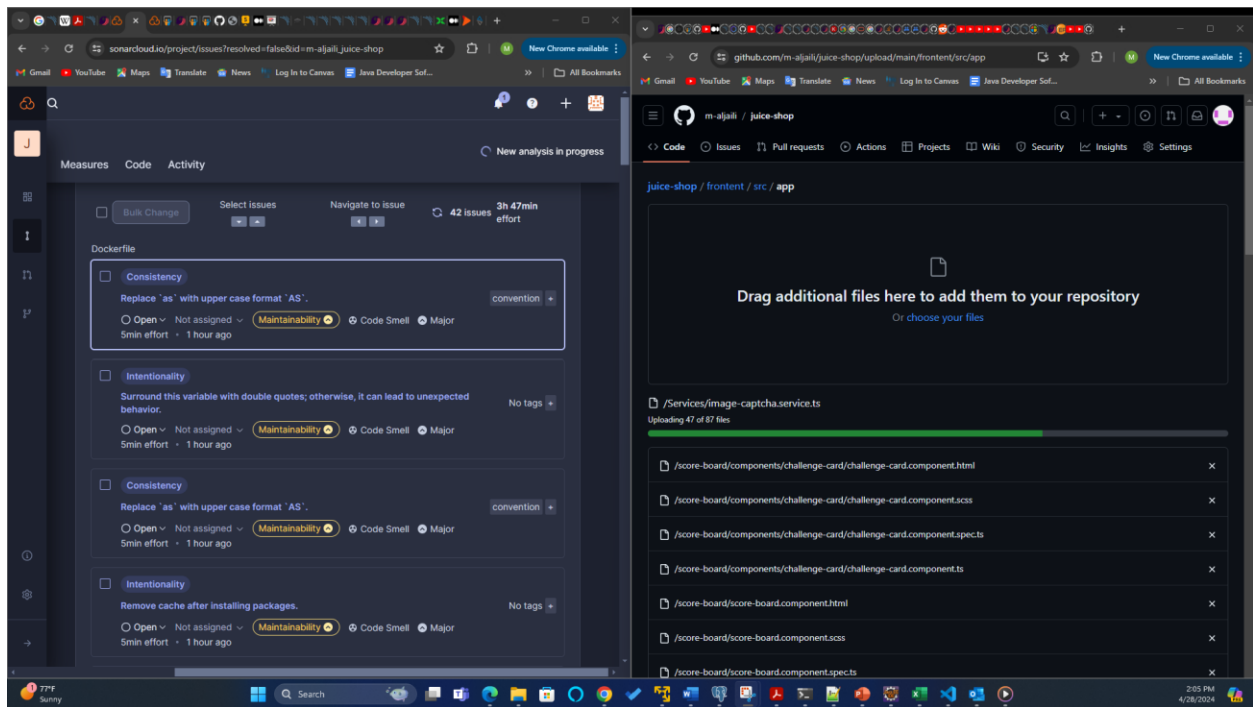 sonarcloud.io/project/issues?resolved=false&id=m-aljaili_juice-shop
New Chrome available
Gmail YouTube Maps Translate News Log In to Canvas Java Developer Sof...
» All Bookmarks
J
Measures Code Activity
New analysis in progress
Bulk Change
Select issues
Navigate to issue
42 issues
3h 47min
effort
Dockerfile
Consistency
Replace `as` with upper case format `AS`.
convention +
Open Not assigned Maintainability Code Smell Major
5min effort • 1 hour ago
Intentionality
Surround this variable with double quotes; otherwise, it can lead to unexpected
behavior.
No tags +
Open Not assigned Maintainability Code Smell Major
5min effort • 1 hour ago
Consistency
Replace `as` with upper case format `AS`.
convention +
Open Not assigned Maintainability Code Smell Major
5min effort • 1 hour ago
Intentionality
Remove cache after installing packages.
No tags +
Open Not assigned Maintainability Code Smell Major
5min effort • 1 hour ago
github.com/m-aljaili/juice-shop/upload/main/frontent/src/app
New Chrome available
Gmail YouTube Maps Translate News Log In to Canvas Java Developer Sof...
» All Bookmarks
m-aljaili / juice-shop
Code Issues Pull requests Actions Projects Wiki Security Insights Settings
juice-shop / frontent / src / app
Drag additional files here to add them to your repository
Or choose your files
/Services/image-captcha.service.ts
Uploading 47 of 87 files
/score-board/components/challenge-card/challenge-card.component.html
/score-board/components/challenge-card/challenge-card.component.scss
/score-board/components/challenge-card/challenge-card.component.spec.ts
/score-board/components/challenge-card/challenge-card.component.ts
/score-board/score-board.component.html
/score-board/score-board.component.scss
/score-board/score-board.component.spec.ts
77°F
Sunny
Search
2:05 PM
4/28/2024